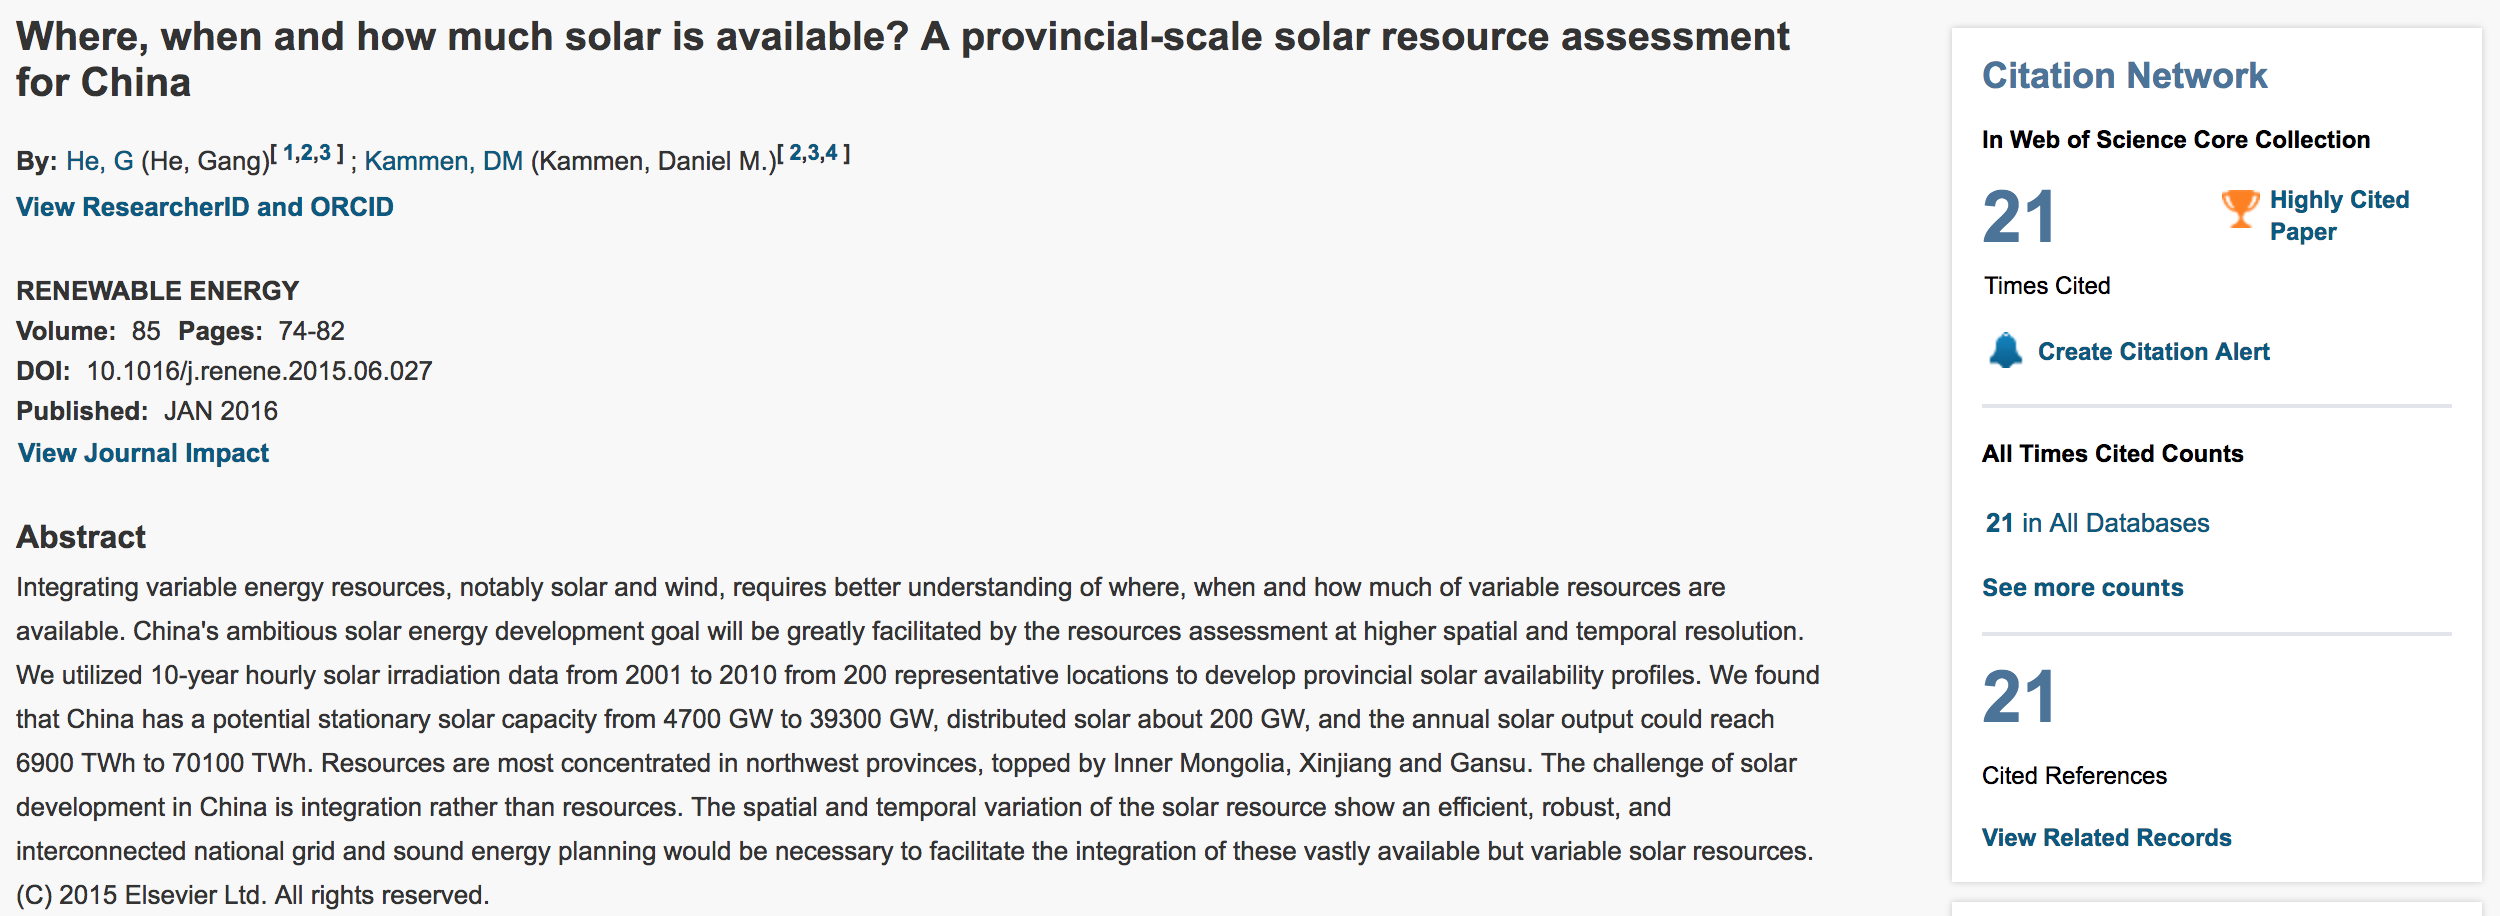 Where, when and how much solar is available? A provincial-scale solar resource assessment
for China
By: He, G (He, Gang)[ 1,2,3 ] ; Kammen, DM (Kammen, Daniel M.)[ 2,3,4 ]
View ResearcherID and ORCID
RENEWABLE ENERGY
Volume: 85 Pages: 74-82
DOI: 10.1016/j.renene.2015.06.027
Published: JAN 2016
View Journal Impact
Abstract
Integrating variable energy resources, notably solar and wind, requires better understanding of where, when and how much of variable resources are
available. China's ambitious solar energy development goal will be greatly facilitated by the resources assessment at higher spatial and temporal resolution.
We utilized 10-year hourly solar irradiation data from 2001 to 2010 from 200 representative locations to develop provincial solar availability profiles. We found
that China has a potential stationary solar capacity from 4700 GW to 39300 GW, distributed solar about 200 GW, and the annual solar output could reach
6900 TWh to 70100 TWh. Resources are most concentrated in northwest provinces, topped by Inner Mongolia, Xinjiang and Gansu. The challenge of solar
development in China is integration rather than resources. The spatial and temporal variation of the solar resource show an efficient, robust, and
interconnected national grid and sound energy planning would be necessary to facilitate the integration of these vastly available but variable solar resources.
(C) 2015 Elsevier Ltd. All rights reserved.
Citation Network
In Web of Science Core Collection
21
Highly Cited
Paper
Times Cited
Create Citation Alert
All Times Cited Counts
21 in All Databases
See more counts
21
Cited References
View Related Records